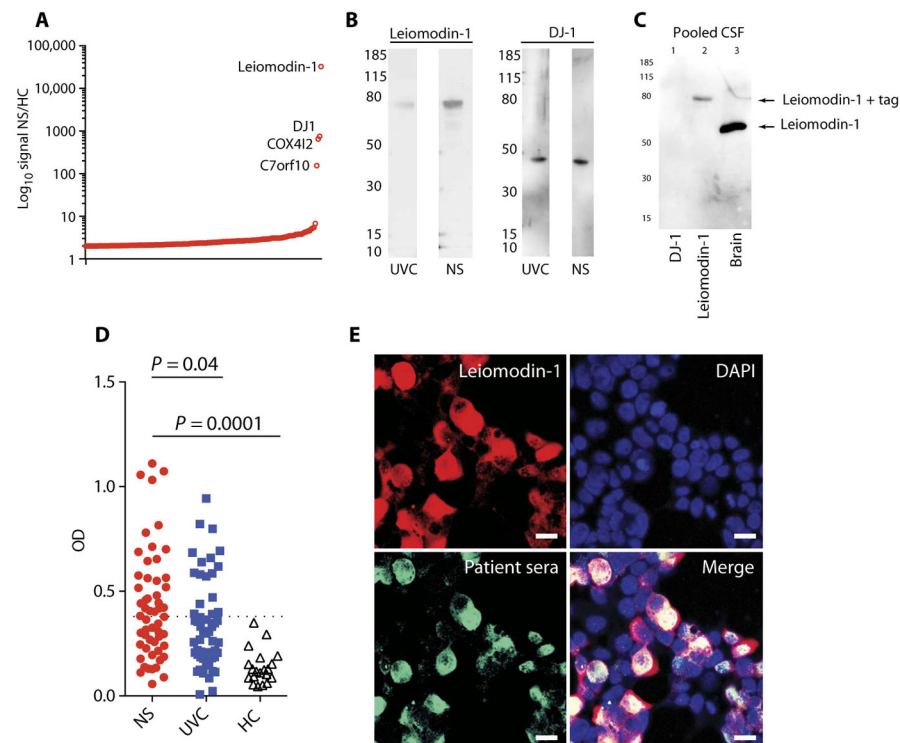 A
Log10 signal NS/HC
100,000
10,000
1000
100
10
1
Leiomodin-1
DJ1
COX4I2
C7orf10
B
Leiomodin-1
DJ-1
185
115
80
50
30
15
10
UVC
NS
185
115
80
50
30
15
10
UVC
NS
C
Pooled CSF
1 2 3
185
115
80
50
30
15
Leiomodin-1 + tag
Leiomodin-1
DJ-1
Leiomodin-1
Brain
D
P = 0.04
P = 0.0001
OD
1.5
1.0
0.5
0.0
NS
UVC
HC
E
Leiomodin-1
DAPI
Patient sera
Merge